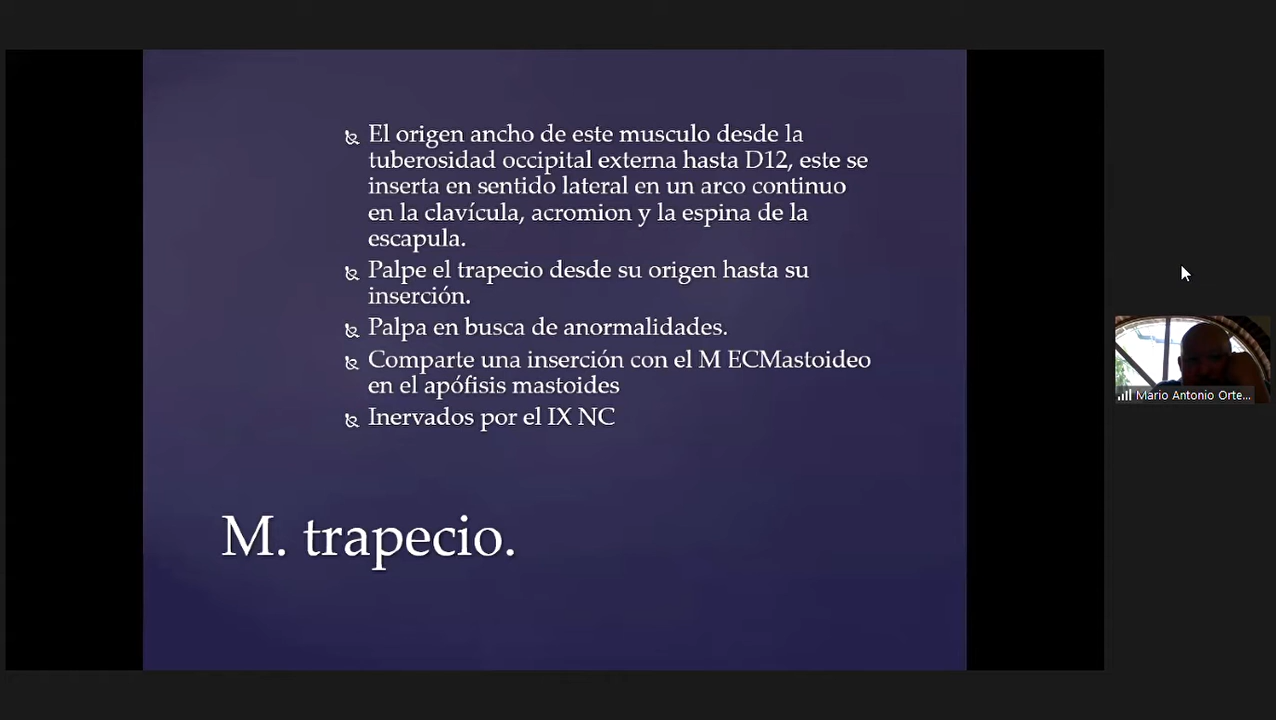 El origen ancho de este musculo desde la
tuberosidad occipital externa hasta D12, este se
inserta en sentido lateral en un arco continuo
en la clavícula, acromion y la espina de la
escapula.
Palpe el trapecio desde su origen hasta su
inserción.
Palpa en busca de anormalidades.
Comparte una inserción con el M ECMastoideo
en el apófisis mastoides
Inervados por el IX NC
M. trapecio.
Mario Antonio Orte...